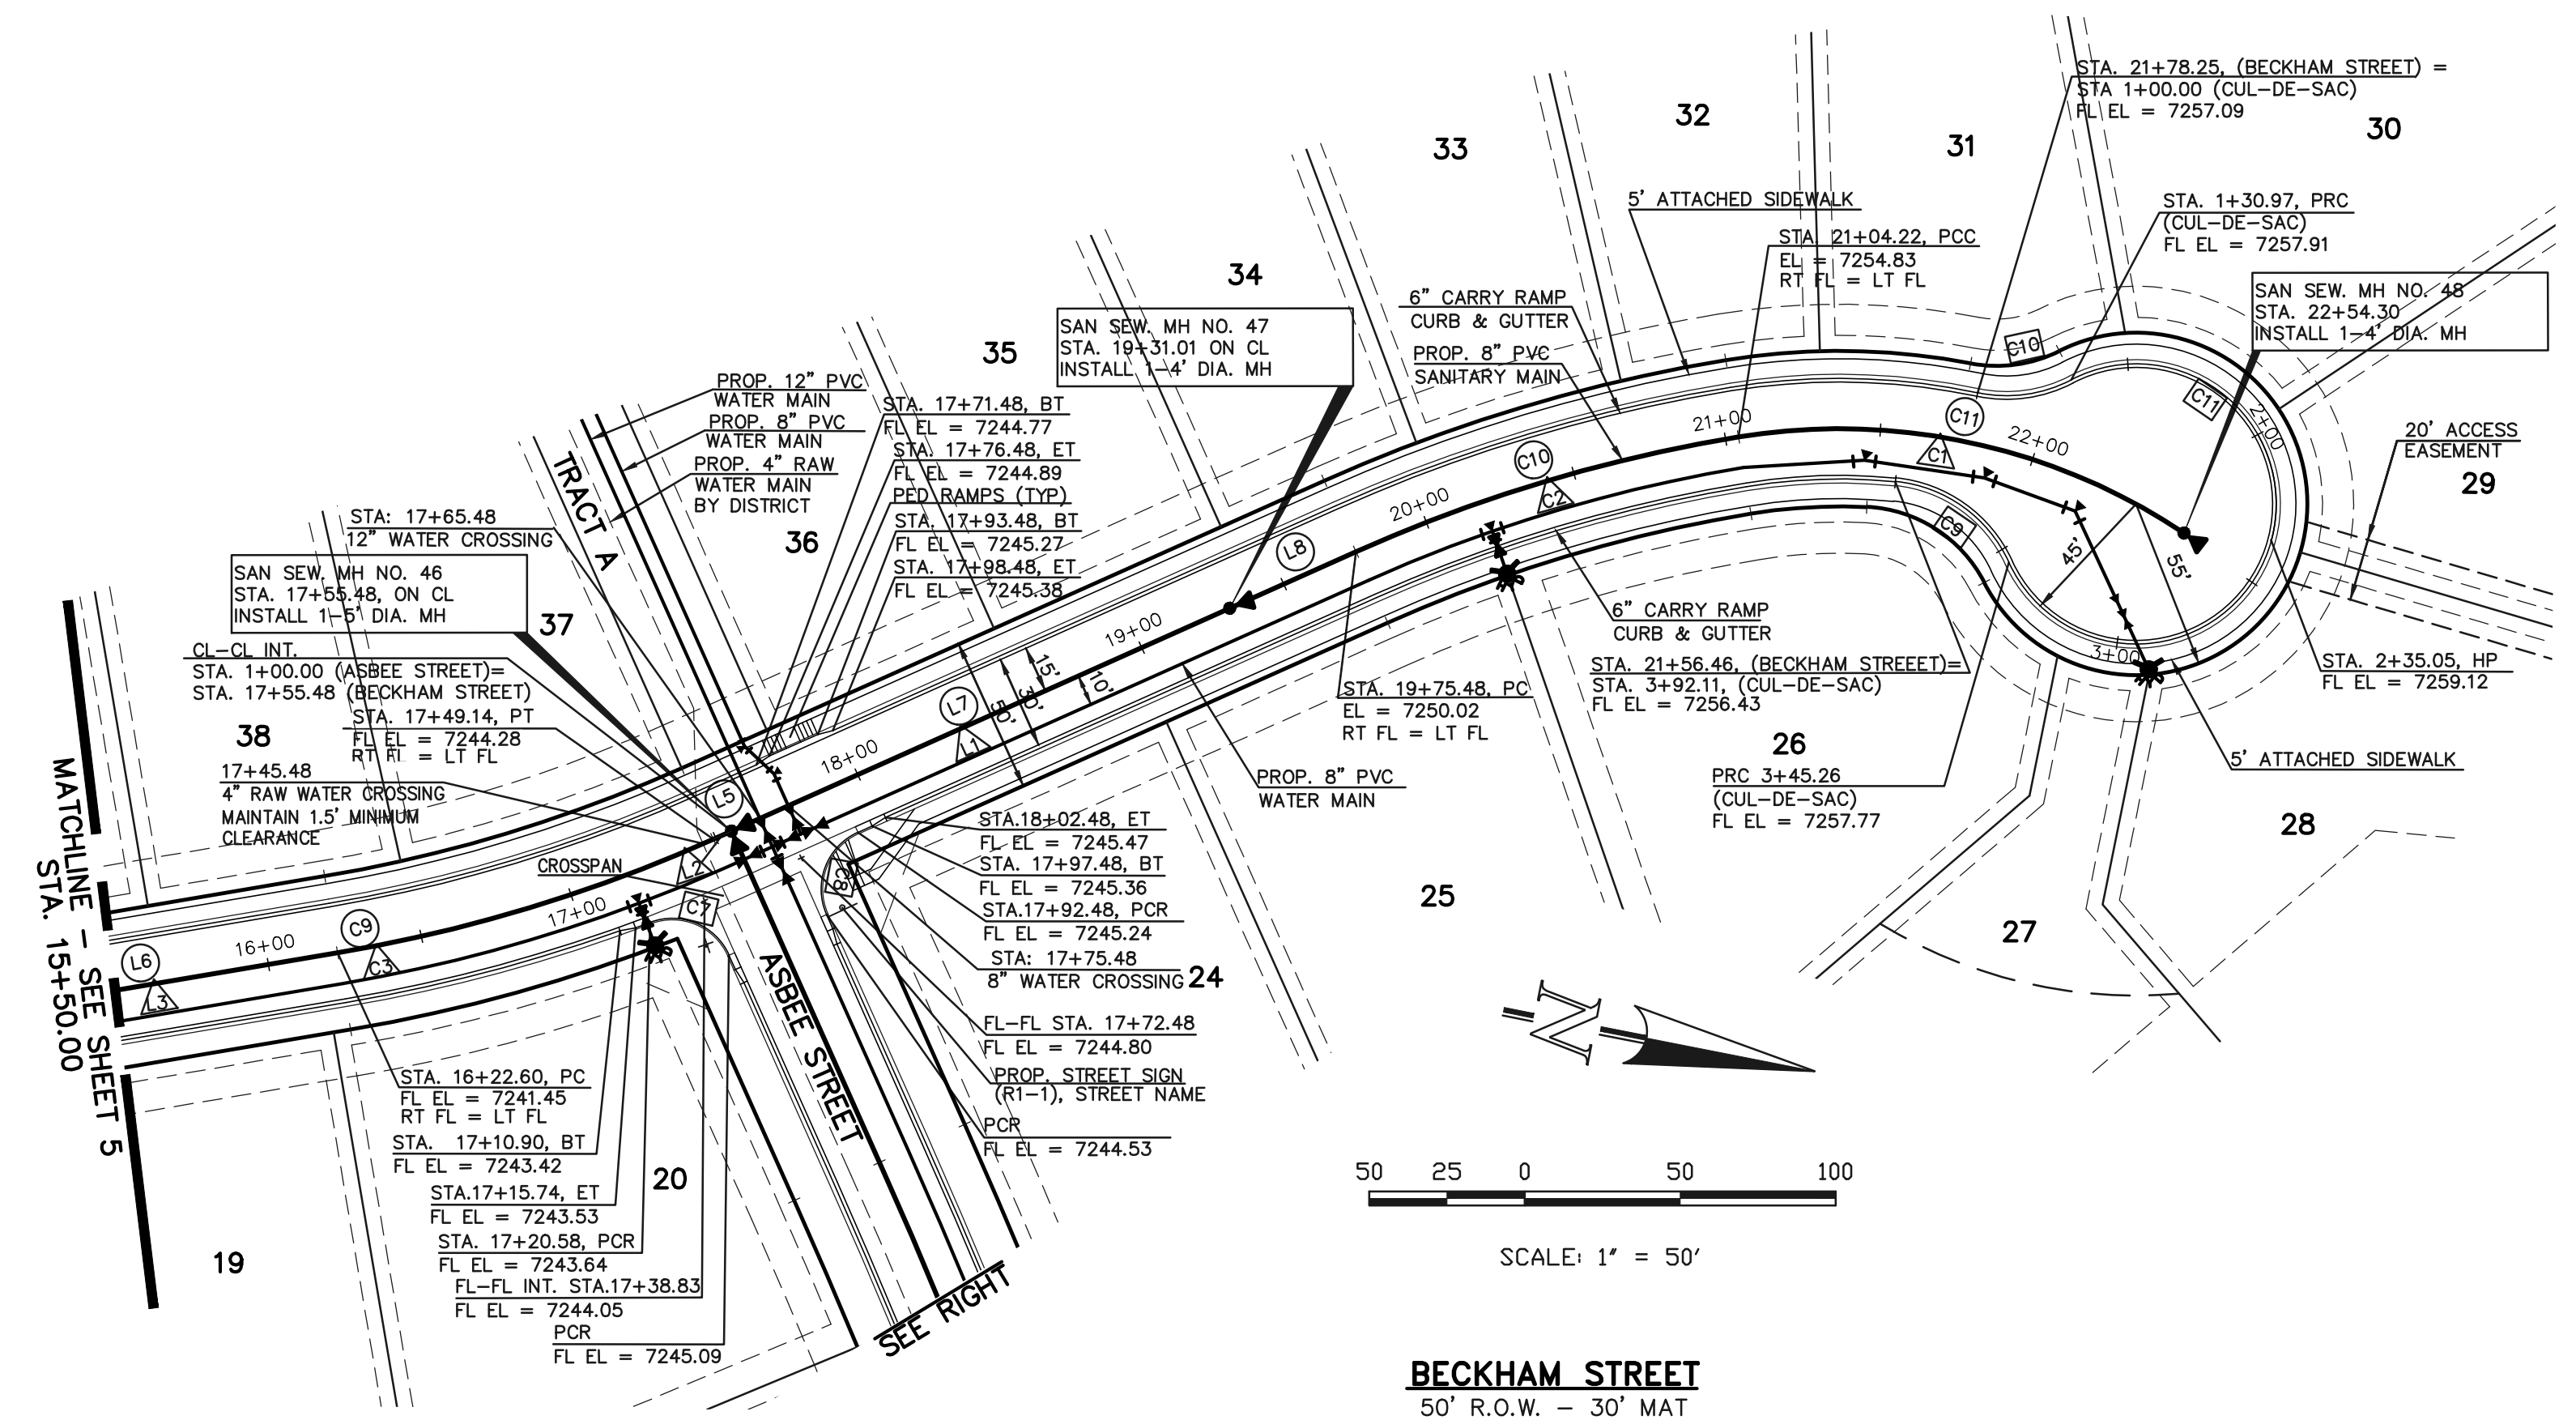 STA. 21+78.25, (BECKHAM STREET) =
STA 1+00.00 (CUL-DE-SAC)
FL EL = 7257.09
30
31
32
33
34
35
36
37
38
STA. 1+30.97, PRC
(CUL-DE-SAC)
FL EL = 7257.91
5' ATTACHED SIDEWALK
STA. 21+04.22, PCC
EL = 7254.83
RT FL = LT FL
SAN SEW. MH NO. 48
STA. 22+54.30
INSTALL 1-4' DIA. MH
6" CARRY RAMP
CURB & GUTTER
PROP. 8" PVC
SANITARY MAIN
SAN SEW. MH NO. 47
STA. 19+31.01 ON CL
INSTALL 1-4' DIA. MH
PROP. 12" PVC
WATER MAIN
PROP. 8" PVC
WATER MAIN
PROP. 4" RAW
WATER MAIN
BY DISTRICT
STA. 17+71.48, BT
FL EL = 7244.77
STA. 17+76.48, ET
FL EL = 7244.89
PED RAMPS (TYP)
STA. 17+93.48, BT
FL EL = 7245.27
STA. 17+98.48, ET
FL EL = 7245.38
TRACT A
STA: 17+65.48
12" WATER CROSSING
SAN SEW. MH NO. 46
STA. 17+55.48, ON CL
INSTALL 1-5' DIA. MH
CL-CL INT.
STA. 1+00.00 (ASBEE STREET)=
STA. 17+55.48 (BECKHAM STREET)
STA. 17+49.14, PT
FL EL = 7244.28
RT FL = LT FL
17+45.48
4" RAW WATER CROSSING
MAINTAIN 1.5' MINIMUM
CLEARANCE
CROSSPAN
MATCHLINE - SEE SHEET 5
STA. 15+50.00
L6
L3
16+00
C9
C3
17+00
L2
L5
C7
C8
18+00
L7
L1
50'
30'
15'
10'
19+00
L8
20+00
C10
C2
21+00
C11
C1
22+00
C10
C11
2+00
C9
45'
55'
3+00
20' ACCESS
EASEMENT
29
STA. 2+35.05, HP
FL EL = 7259.12
5' ATTACHED SIDEWALK
28
27
6" CARRY RAMP
CURB & GUTTER
STA. 21+56.46, (BECKHAM STREEET)=
STA. 3+92.11, (CUL-DE-SAC)
FL EL = 7256.43
26
PRC 3+45.26
(CUL-DE-SAC)
FL EL = 7257.77
STA. 19+75.48, PC
EL = 7250.02
RT FL = LT FL
PROP. 8" PVC
WATER MAIN
25
STA.18+02.48, ET
FL EL = 7245.47
STA. 17+97.48, BT
FL EL = 7245.36
STA.17+92.48, PCR
FL EL = 7245.24
STA: 17+75.48
8" WATER CROSSING
24
FL-FL STA. 17+72.48
FL EL = 7244.80
PROP. STREET SIGN
(R1-1), STREET NAME
PCR
FL EL = 7244.53
ASBEE STREET
SEE RIGHT
STA. 16+22.60, PC
FL EL = 7241.45
RT FL = LT FL
STA. 17+10.90, BT
FL EL = 7243.42
STA.17+15.74, ET
FL EL = 7243.53
STA. 17+20.58, PCR
FL EL = 7243.64
FL-FL INT. STA.17+38.83
FL EL = 7244.05
PCR
FL EL = 7245.09
20
19
N
50 25 0 50 100
SCALE: 1" = 50'
BECKHAM STREET
50' R.O.W. - 30' MAT